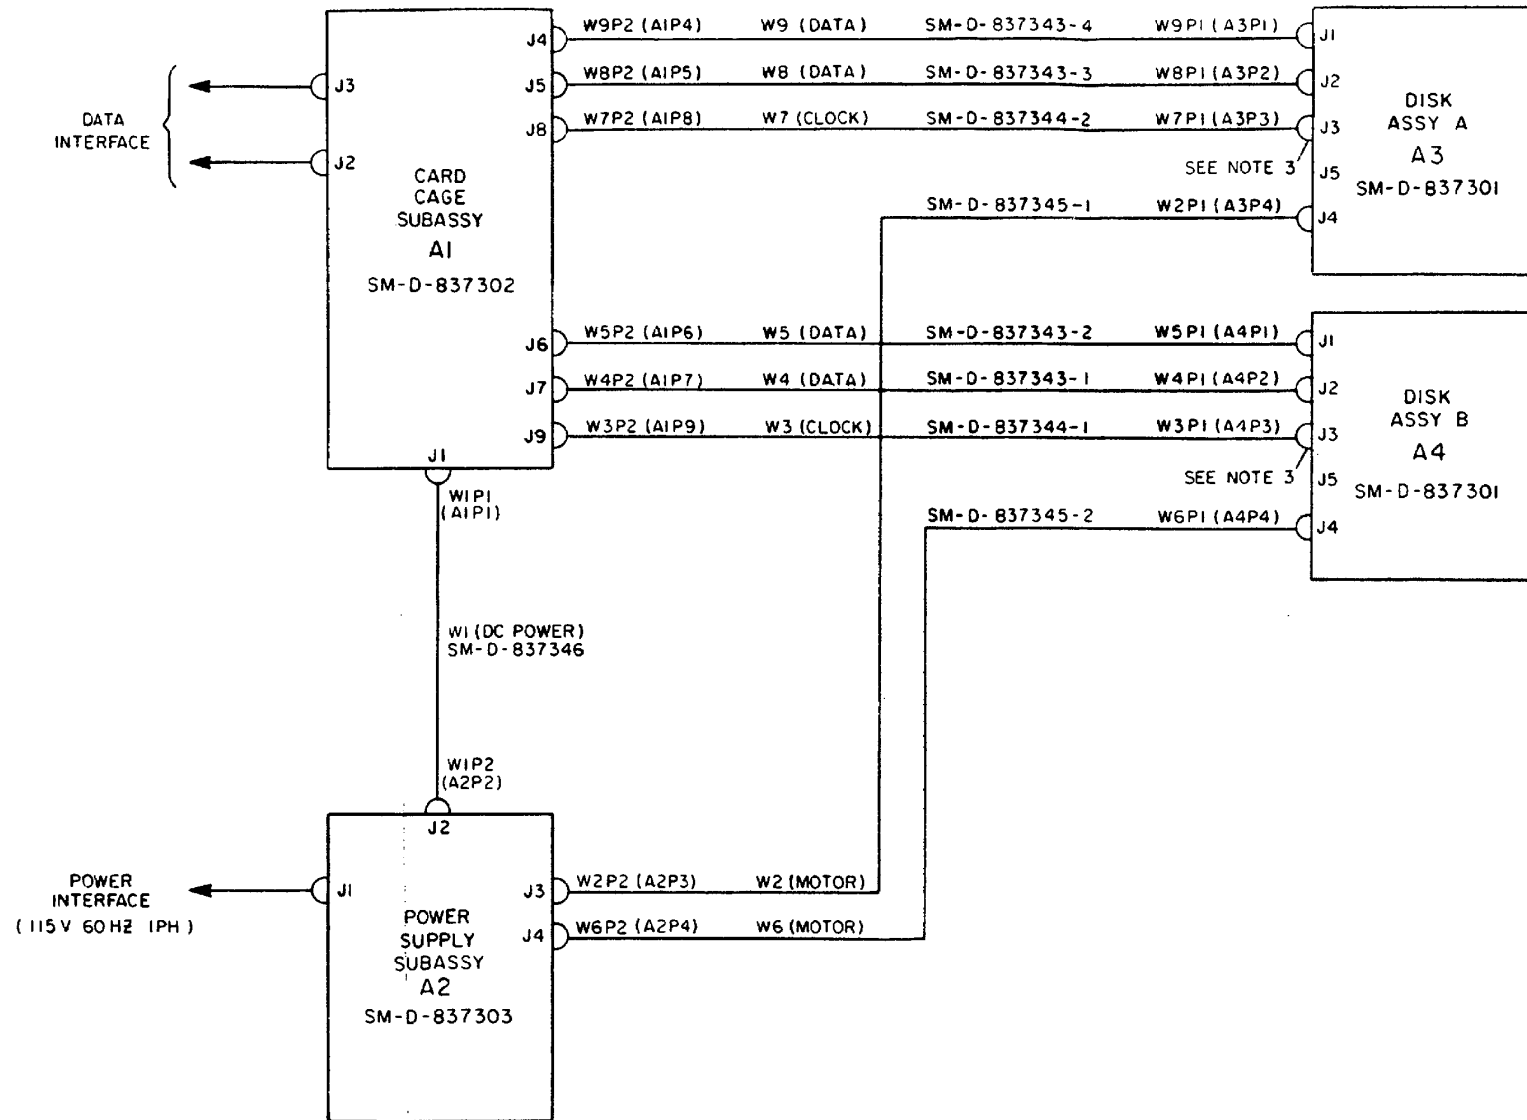 J4 W9P2 (A1P4) W9 (DATA) SM-D-837343-4 W9P1 (A3P1) J1
J3 J5 W8P2 (A1P5) W8 (DATA) SM-D-837343-3 W8P1 (A3P2) J2
DATA
INTERFACE
J8 W7P2 (A1P8) W7 (CLOCK) SM-D-837344-2 W7P1 (A3P3) J3
J2
SEE NOTE 3 J5
CARD
CAGE
SUBASSY
A1
SM-D-837302
DISK
ASSY A
A3
SM-D-837301
SM-D-837345-1 W2P1 (A3P4) J4
J6 W5P2 (A1P6) W5 (DATA) SM-D-837343-2 W5P1 (A4P1) J1
J7 W4P2 (A1P7) W4 (DATA) SM-D-837343-1 W4P1 (A4P2) J2
J9 W3P2 (A1P9) W3 (CLOCK) SM-D-837344-1 W3P1 (A4P3) J3
SEE NOTE 3 J5
DISK
ASSY B
A4
SM-D-837301
SM-D-837345-2 W6P1 (A4P4) J4
J1
W1P1
(A1P1)
W1 (DC POWER)
SM-D-837346
W1P2
(A2P2)
J2
POWER
INTERFACE
(115V 60HZ 1PH)
J1
J3 W2P2 (A2P3) W2 (MOTOR)
J4 W6P2 (A2P4) W6 (MOTOR)
POWER
SUPPLY
SUBASSY
A2
SM-D-837303